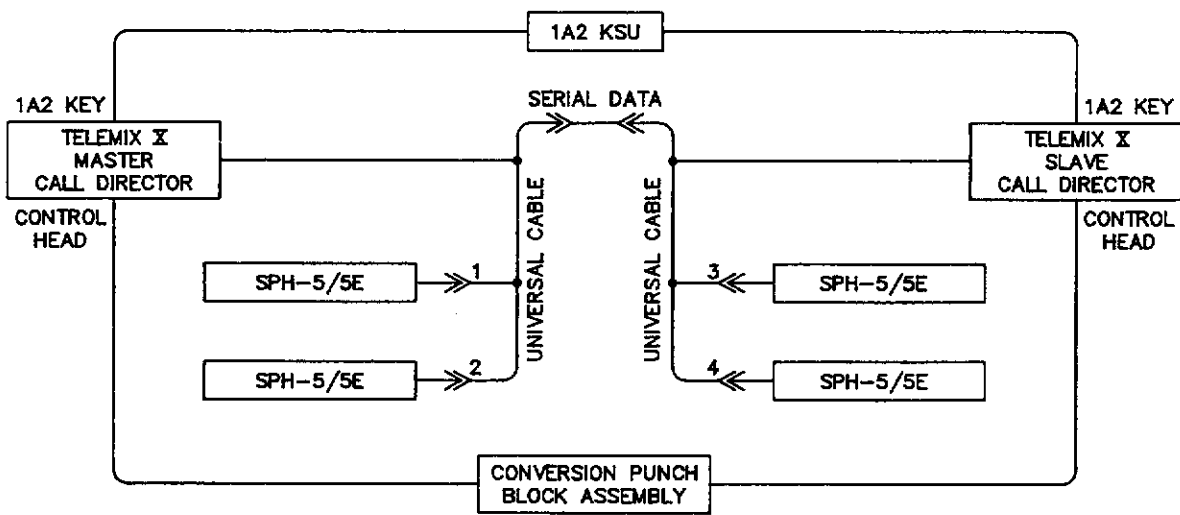 1A2 KSU
SERIAL DATA
1A2 KEY
TELEMIX X
MASTER
CALL DIRECTOR
CONTROL
HEAD
1A2 KEY
TELEMIX X
SLAVE
CALL DIRECTOR
CONTROL
HEAD
UNIVERSAL CABLE
UNIVERSAL CABLE
SPH-5/5E
1
3
SPH-5/5E
SPH-5/5E
2
4
SPH-5/5E
CONVERSION PUNCH
BLOCK ASSEMBLY